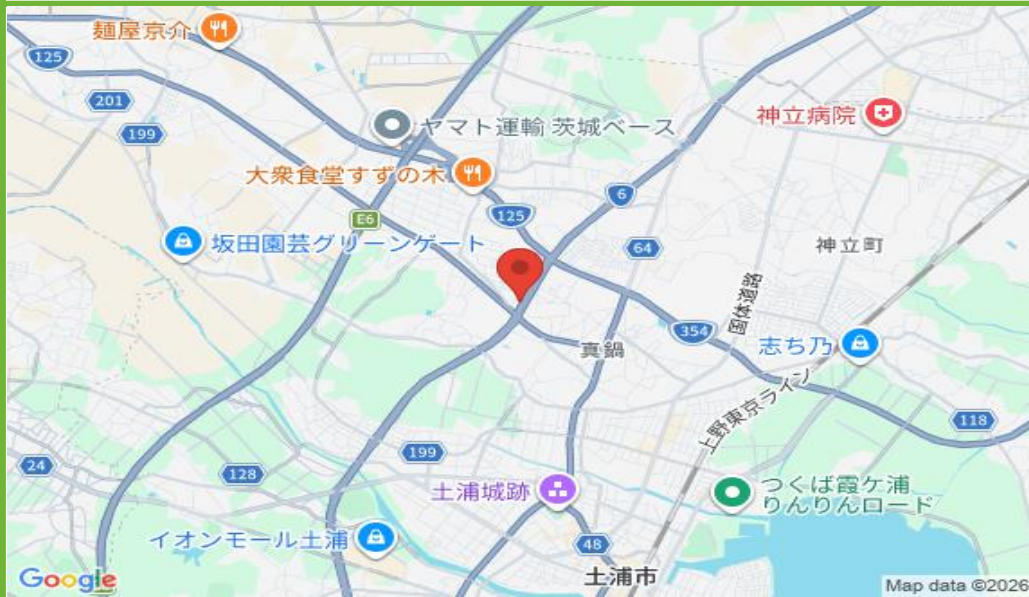 麺屋京介
125
201
199
ヤマト運輸 茨城ベース
神立病院
大衆食堂すずの木
6
125
E6
坂田園芸グリーンゲート
64
神立町
国体道路
354
真鍋
志ち乃
上野東京ライン
118
199
24
128
土浦城跡
つくば霞ケ浦
りんりんロード
イオンモール土浦
48
土浦市
Google
Map data ©2026